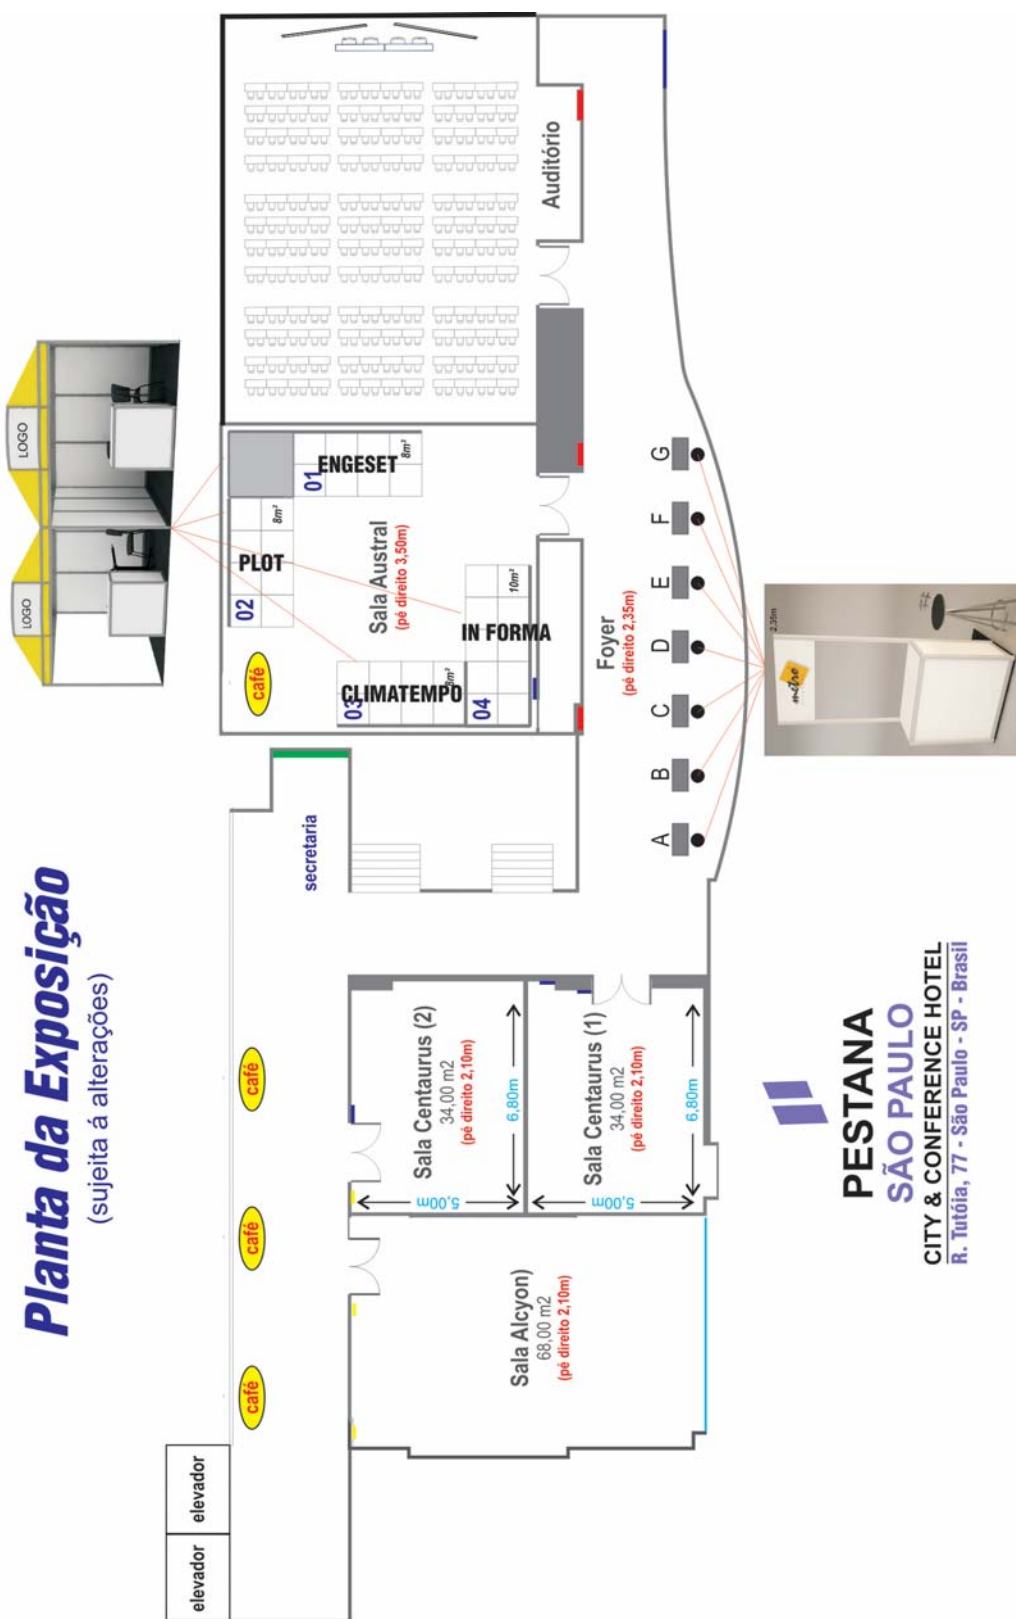 Planta da Exposição
(sujeita á alterações)
elevador
elevador
café
café
café
secretaria
café
LOGO
LOGO
Sala Alcyon)
68,00 m2
(pé direito 2,10m)
Sala Centaurus (2)
34,00 m2
(pé direito 2,10m)
6,80m
5,00m
Sala Centaurus (1)
34,00 m2
(pé direito 2,10m)
6,80m
5,00m
02
PLOT
8m²
01
ENGESET
8m²
Sala Austral
(pé direito 3,50m)
03
CLIMATEMPO
8m²
04
IN FORMA
10m²
Auditório
Foyer
(pé direito 2,35m)
A
B
C
D
E
F
G
2,35m
metro
PESTANA
SÃO PAULO
CITY & CONFERENCE HOTEL
R. Tutóia, 77 - São Paulo - SP - Brasil